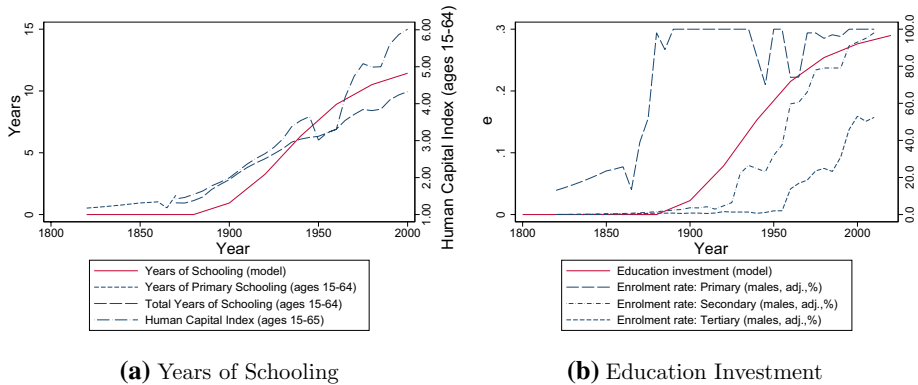 15
10
5
0
Years
6.00
5.00
4.00
3.00
2.00
1.00
Human Capital Index (ages 15-64)
1800 1850 1900 1950 2000
Year
Years of Schooling (model)
Years of Primary Schooling (ages 15-64)
Total Years of Schooling (ages 15-64)
Human Capital Index (ages 15-65)
(a) Years of Schooling
.3
.2
.1
0
e
100.0
80.0
60.0
40.0
20.0
0.0
1800 1850 1900 1950 2000
Year
Education investment (model)
Enrolment rate: Primary (males, adj.,%)
Enrolment rate: Secondary (males, adj.,%)
Enrolment rate: Tertiary (males, adj.,%)
(b) Education Investment